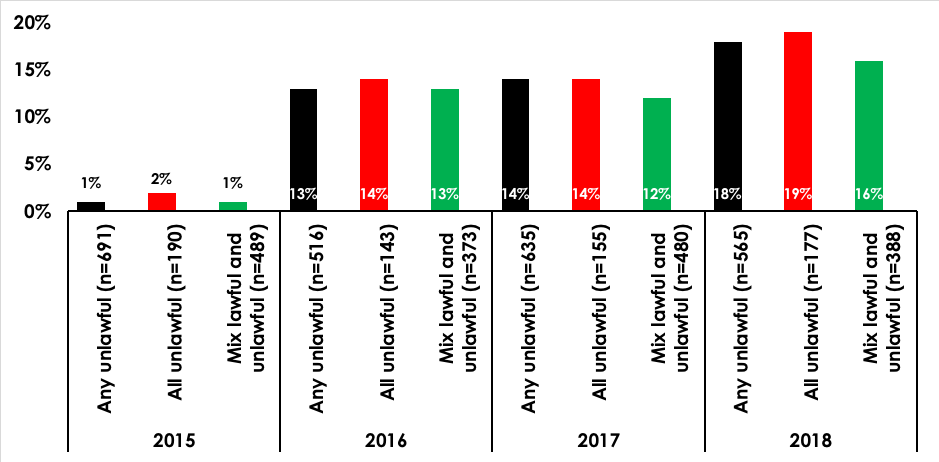 20%
15%
10%
5%
0%
1%
2%
1%
13%
14%
13%
14%
14%
12%
18%
19%
16%
Any unlawful (n=691)
All unlawful (n=190)
Mix lawful and
unlawful (n=489)
Any unlawful (n=516)
All unlawful (n=143)
Mix lawful and
unlawful (n=373)
Any unlawful (n=635)
All unlawful (n=155)
Mix lawful and
unlawful (n=480)
Any unlawful (n=565)
All unlawful (n=177)
Mix lawful and
unlawful (n=388)
2015
2016
2017
2018